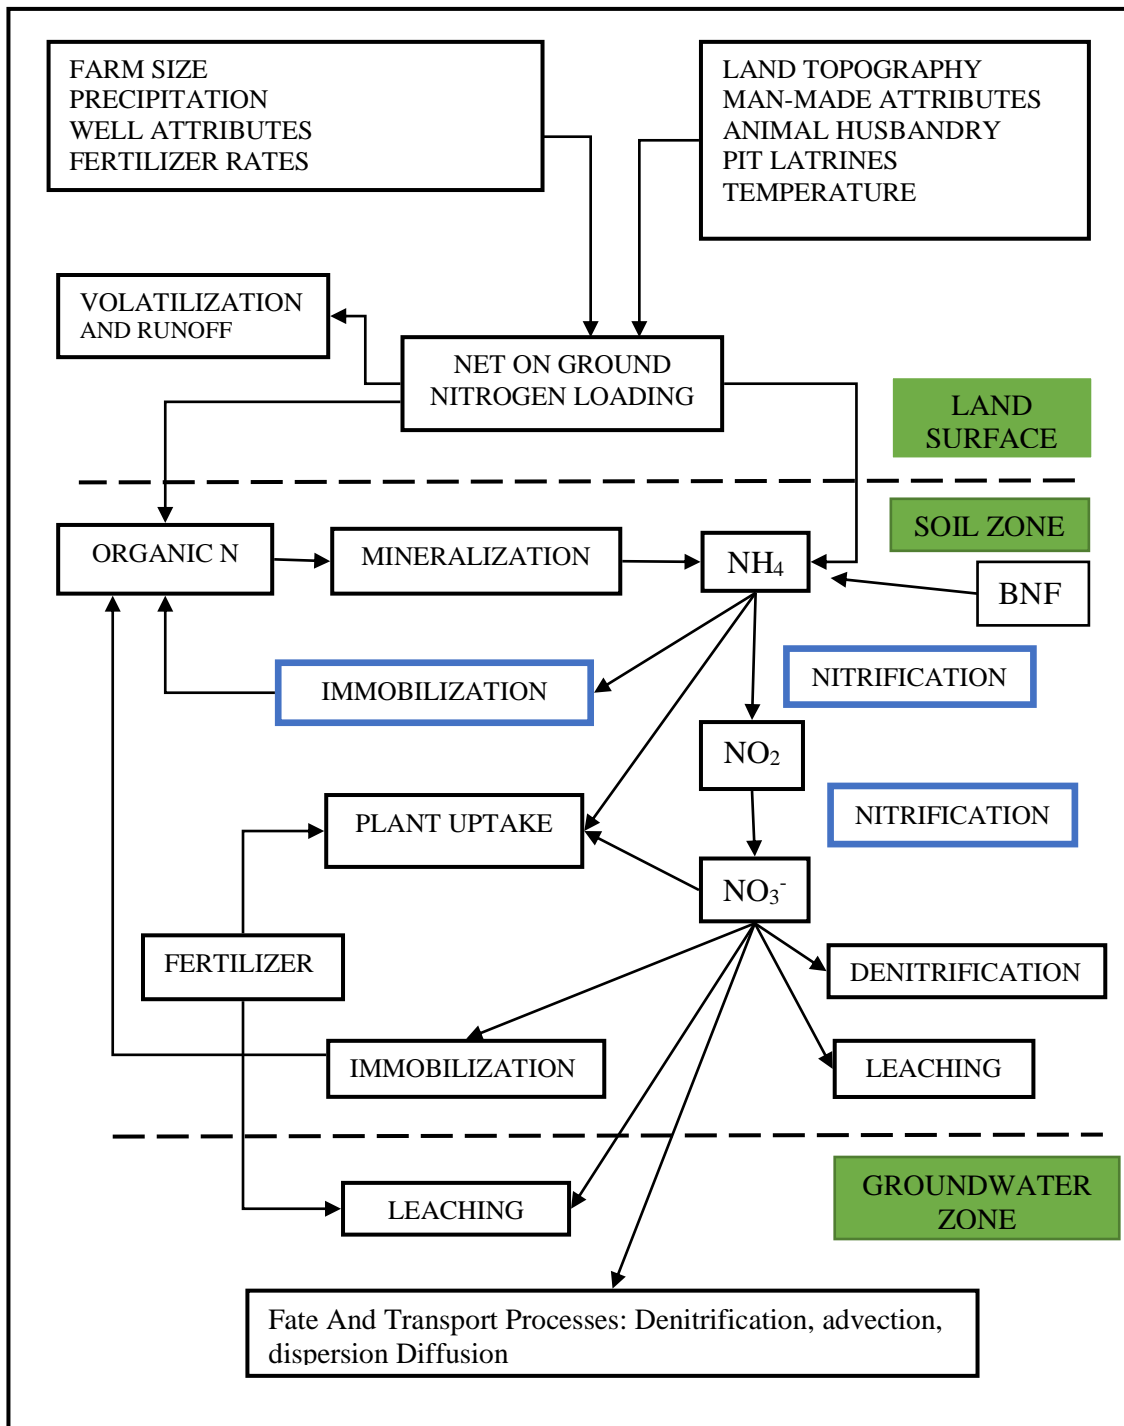 FARM SIZE
PRECIPITATION
WELL ATTRIBUTES
FERTILIZER RATES
LAND TOPOGRAPHY
MAN-MADE ATTRIBUTES
ANIMAL HUSBANDRY
PIT LATRINES
TEMPERATURE
VOLATILIZATION
AND RUNOFF
NET ON GROUND
NITROGEN LOADING
LAND
SURFACE
SOIL ZONE
ORGANIC N
MINERALIZATION
NH₄
BNF
IMMOBILIZATION
NITRIFICATION
NO₂
PLANT UPTAKE
NITRIFICATION
NO₃⁻
FERTILIZER
DENITRIFICATION
IMMOBILIZATION
LEACHING
LEACHING
GROUNDWATER
ZONE
Fate And Transport Processes: Denitrification, advection,
dispersion Diffusion